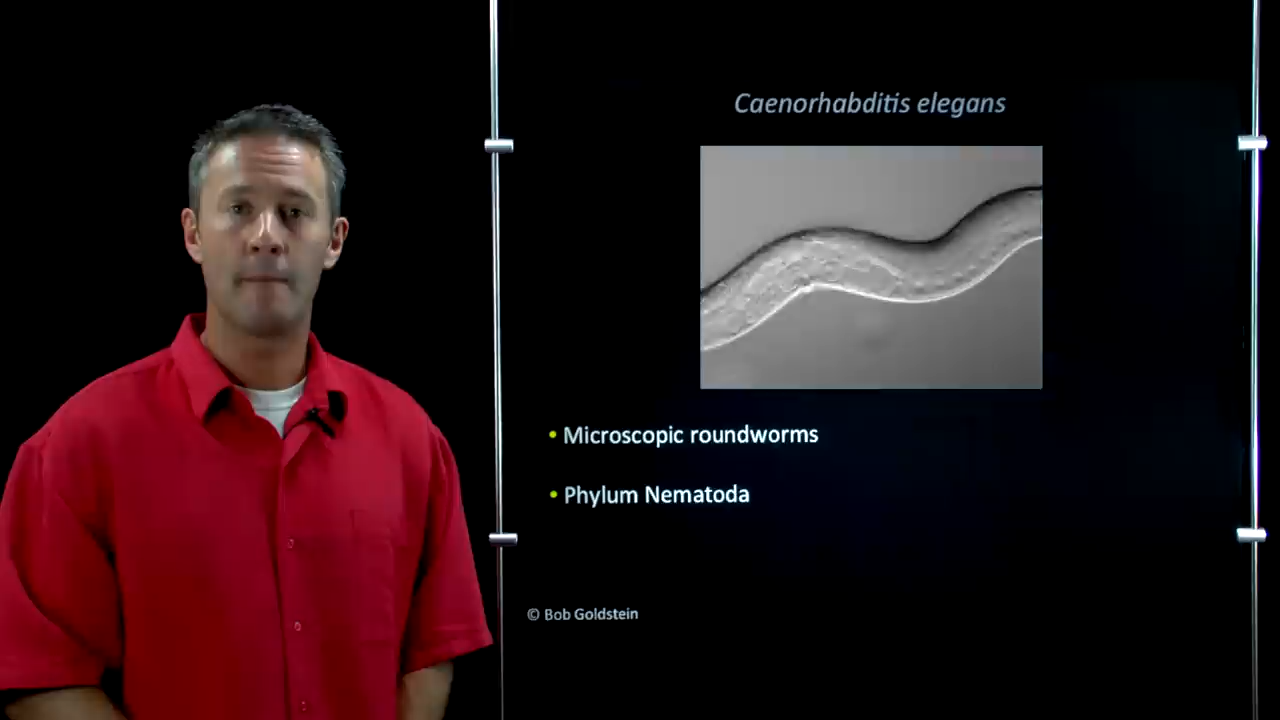 Caenorhabditis elegans
• Microscopic roundworms
• Phylum Nematoda
© Bob Goldstein